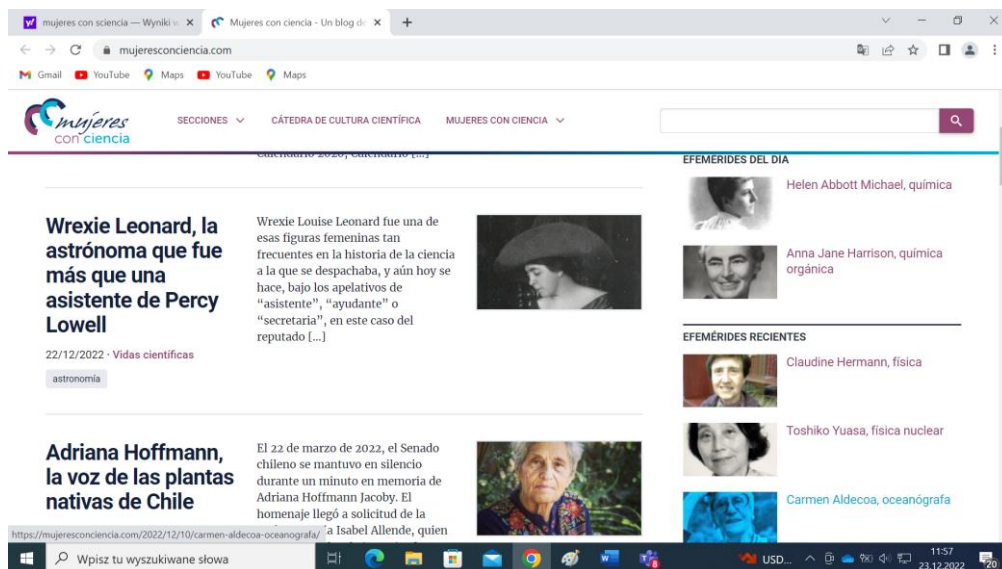 mujeres con sciencia — Wyniki w
Mujeres con ciencia - Un blog de
mujeresconciencia.com
Gmail YouTube Maps YouTube Maps
mujeres
con ciencia
SECCIONES CÁTEDRA DE CULTURA CIENTÍFICA MUJERES CON CIENCIA
Wrexie Leonard, la
astrónoma que fue
más que una
asistente de Percy
Lowell
22/12/2022 · Vidas científicas
astronomía
Calendario 2020, Calendario [...]
Wrexie Louise Leonard fue una de
esas figuras femeninas tan
frecuentes en la historia de la ciencia
a la que se despachaba, y aún hoy se
hace, bajo los apelativos de
“asistente”, “ayudante” o
“secretaria”, en este caso del
reputado [...]
Adriana Hoffmann,
la voz de las plantas
nativas de Chile
El 22 de marzo de 2022, el Senado
chileno se mantuvo en silencio
durante un minuto en memoria de
Adriana Hoffmann Jacoby. El
homenaje llegó a solicitud de la
a Isabel Allende, quien
EFEMÉRIDES DEL DÍA
Helen Abbott Michael, química
Anna Jane Harrison, química
orgánica
EFEMÉRIDES RECIENTES
Claudine Hermann, física
Toshiko Yuasa, física nuclear
Carmen Aldecoa, oceanógrafa
https://mujeresconciencia.com/2022/12/10/carmen-aldecoa-oceanografa/
Wpisz tu wyszukiwane słowa
USD...
11:57
23.12.2022
20